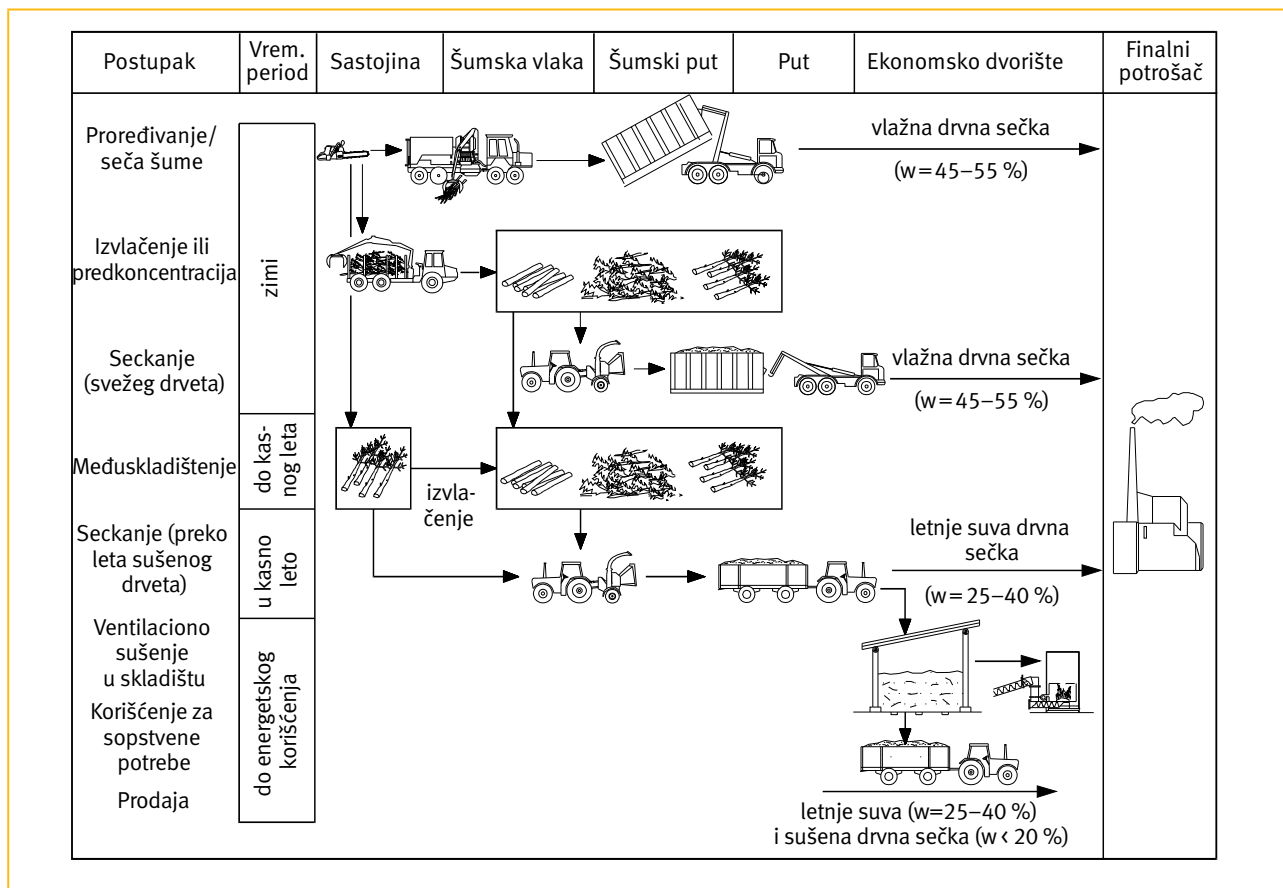 Postupak
Vrem.
period
Sastojina
Šumska vlaka
Šumski put
Put
Ekonomsko dvorište
Finalni
potrošač
Proređivanje/
seča šume
vlažna drvna sečka
(w = 45–55 %)
Izvlačenje ili
predkoncentracija
zimi
Seckanje
(svežeg drveta)
vlažna drvna sečka
(w = 45–55 %)
Međuskladištenje
do kas-
nog leta
izvla-
čenje
Seckanje (preko
leta sušenog
drveta)
u kasno
leto
letnje suva drvna
sečka
(w = 25–40 %)
Ventilaciono
sušenje
u skladištu
Korišćenje za
sopstvene
potrebe
Prodaja
do energetskog
korišćenja
letnje suva (w=25–40 %)
i sušena drvna sečka (w < 20 %)